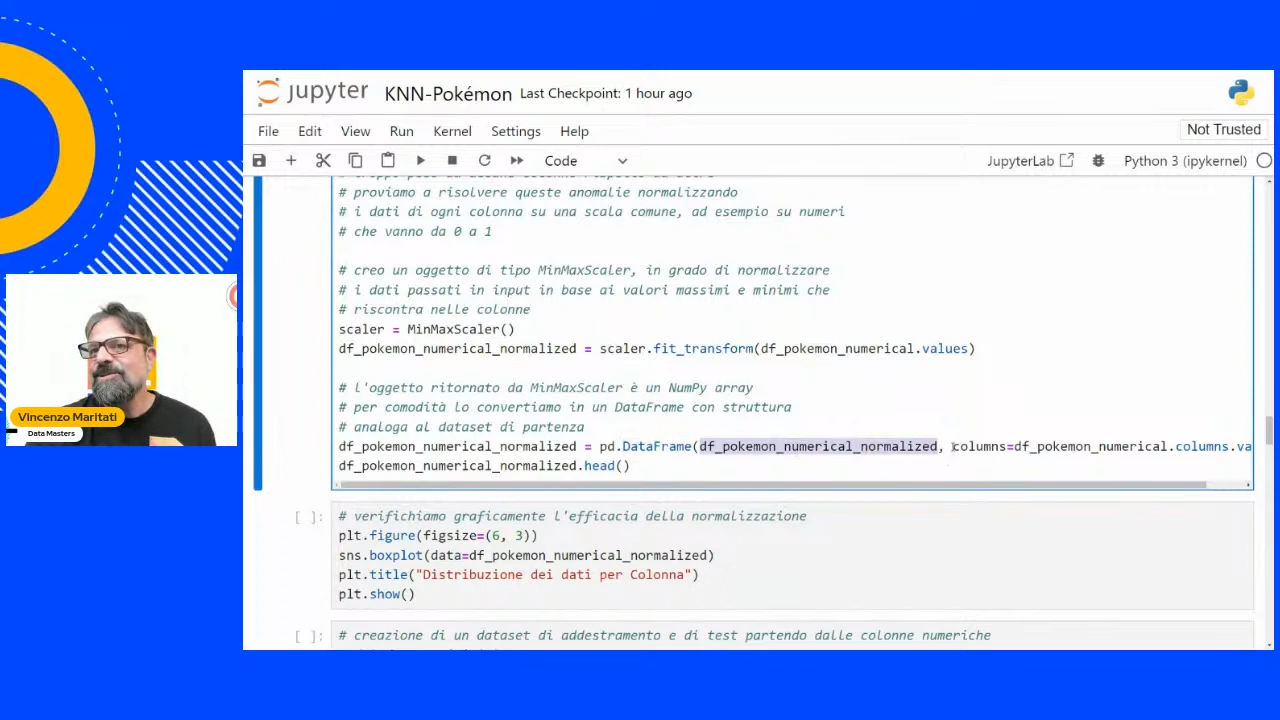 jupyter KNN-Pokémon Last Checkpoint: 1 hour ago
File Edit View Run Kernel Settings Help
Not Trusted
Code
JupyterLab
Python 3 (ipykernel)
# proviamo a risolvere queste anomalie normalizzando
# i dati di ogni colonna su una scala comune, ad esempio su numeri
# che vanno da 0 a 1
# creo un oggetto di tipo MinMaxScaler, in grado di normalizzare
# i dati passati in input in base ai valori massimi e minimi che
# riscontra nelle colonne
scaler = MinMaxScaler()
df_pokemon_numerical_normalized = scaler.fit_transform(df_pokemon_numerical.values)
# l'oggetto ritornato da MinMaxScaler è un NumPy array
# per comodità lo convertiamo in un DataFrame con struttura
# analoga al dataset di partenza
df_pokemon_numerical_normalized = pd.DataFrame(df_pokemon_numerical_normalized, columns=df_pokemon_numerical.columns.va
df_pokemon_numerical_normalized.head()
[ ]:
# verifichiamo graficamente l'efficacia della normalizzazione
plt.figure(figsize=(6, 3))
sns.boxplot(data=df_pokemon_numerical_normalized)
plt.title("Distribuzione dei dati per Colonna")
plt.show()
[ ]:
# creazione di un dataset di addestramento e di test partendo dalle colonne numeriche
Vincenzo Maritati
Data Masters